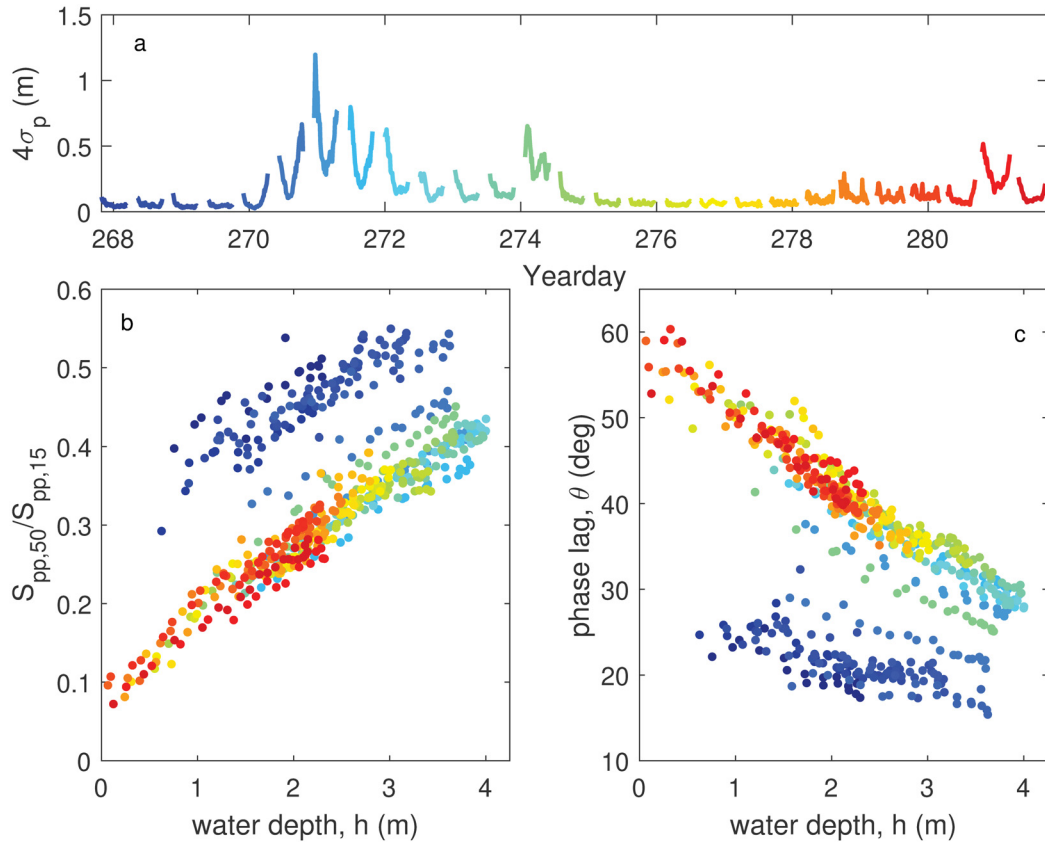 1.5
a
1
4σp (m)
0.5
0
268 270 272 274 276 278 280
Yearday
0.6
b
0.5
0.4
Spp,50/Spp,15
0.3
0.2
0.1
0
0 1 2 3 4
water depth, h (m)
60
c
50
phase lag, θ (deg)
40
30
20
10
0 1 2 3 4
water depth, h (m)